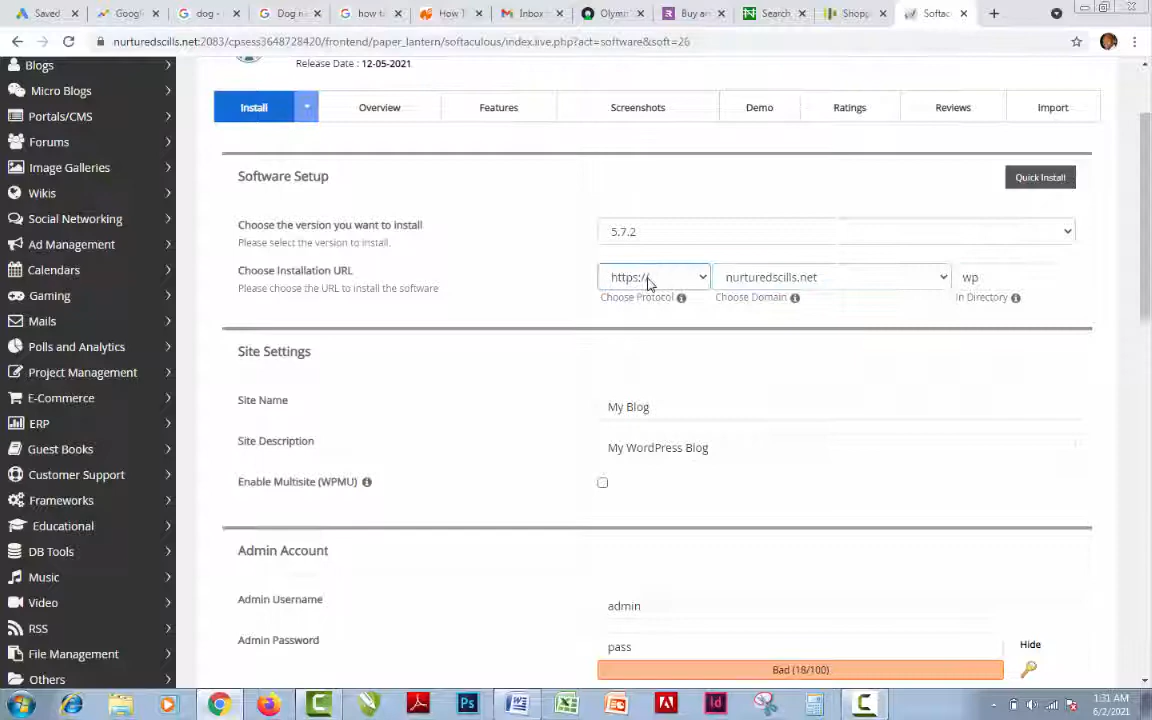 Saved
Googl
dog -
Dog n
how t
How T
Inbox
Olymp
Buy an
Search
Shopp
Softac
nurturedscills.net:2083/cpsess3648728420/frontend/paper_lantern/softaculous/index.live.php?act=software&soft=26
Blogs
Micro Blogs
Portals/CMS
Forums
Image Galleries
Wikis
Social Networking
Ad Management
Calendars
Gaming
Mails
Polls and Analytics
Project Management
E-Commerce
ERP
Guest Books
Customer Support
Frameworks
Educational
DB Tools
Music
Video
RSS
File Management
Others
Release Date : 12-05-2021
Install Overview Features Screenshots Demo Ratings Reviews Import
Software Setup
Quick Install
Choose the version you want to install
5.7.2
Please select the version to install.
Choose Installation URL
https:// nurturedscills.net wp
Please choose the URL to install the software
Choose Protocol Choose Domain In Directory
Site Settings
Site Name
My Blog
Site Description
My WordPress Blog
Enable Multisite (WPMU)
Admin Account
Admin Username
admin
Admin Password
pass
Hide
Bad (18/100)
1:31 AM
6/2/2021